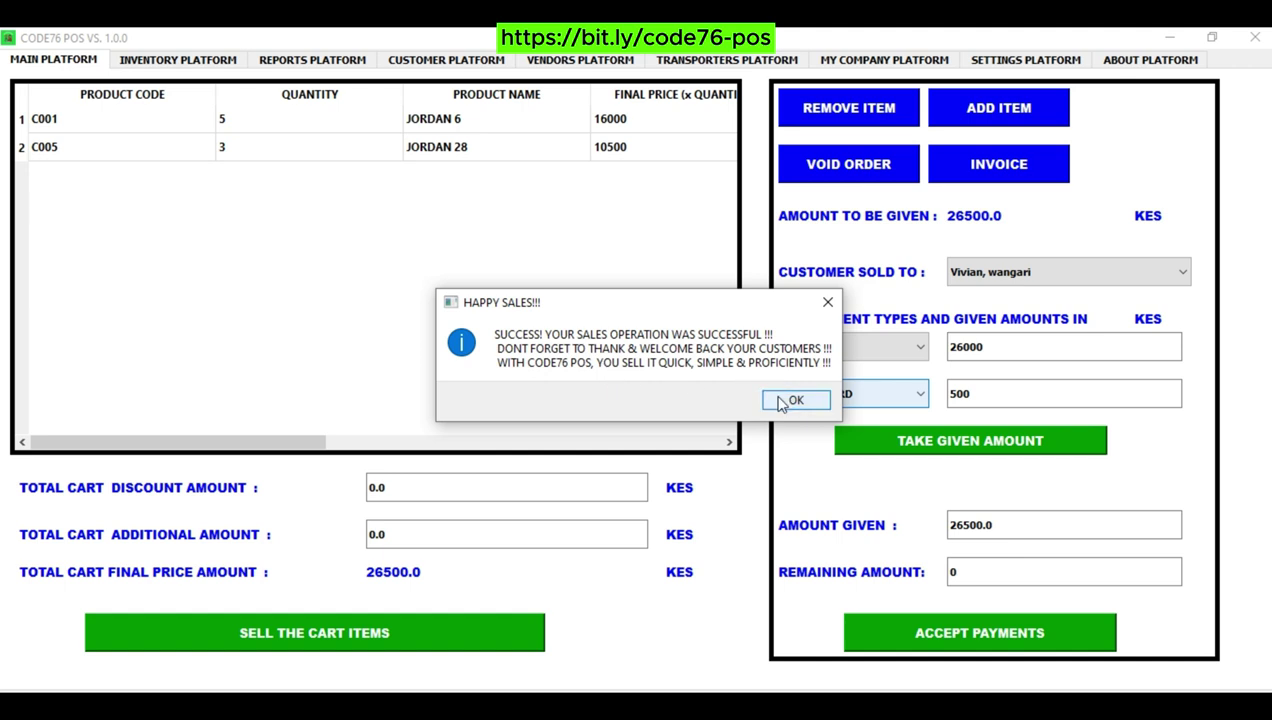 https://bit.ly/code76-pos
CODE76 POS VS. 1.0.0
MAIN PLATFORM INVENTORY PLATFORM REPORTS PLATFORM CUSTOMER PLATFORM VENDORS PLATFORM TRANSPORTERS PLATFORM MY COMPANY PLATFORM SETTINGS PLATFORM ABOUT PLATFORM
PRODUCT CODE QUANTITY PRODUCT NAME FINAL PRICE (x QUANTI
1 C001 5 JORDAN 6 16000
2 C005 3 JORDAN 28 10500
REMOVE ITEM ADD ITEM
VOID ORDER INVOICE
AMOUNT TO BE GIVEN : 26500.0 KES
CUSTOMER SOLD TO : Vivian, wangari
ENT TYPES AND GIVEN AMOUNTS IN KES
26000
RD 500
TAKE GIVEN AMOUNT
HAPPY SALES!!!
SUCCESS! YOUR SALES OPERATION WAS SUCCESSFUL !!!
DONT FORGET TO THANK & WELCOME BACK YOUR CUSTOMERS !!!
WITH CODE76 POS, YOU SELL IT QUICK, SIMPLE & PROFICIENTLY !!!
OK
TOTAL CART DISCOUNT AMOUNT : 0.0 KES
TOTAL CART ADDITIONAL AMOUNT : 0.0 KES
TOTAL CART FINAL PRICE AMOUNT : 26500.0 KES
SELL THE CART ITEMS
AMOUNT GIVEN : 26500.0
REMAINING AMOUNT: 0
ACCEPT PAYMENTS